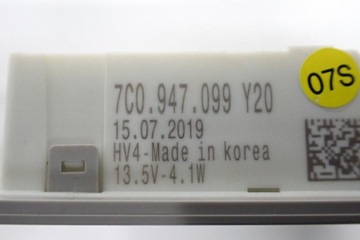 07S
7C0.947.099 Y20
15.07.2019
HV4-Made in korea
13.5V-4.1W